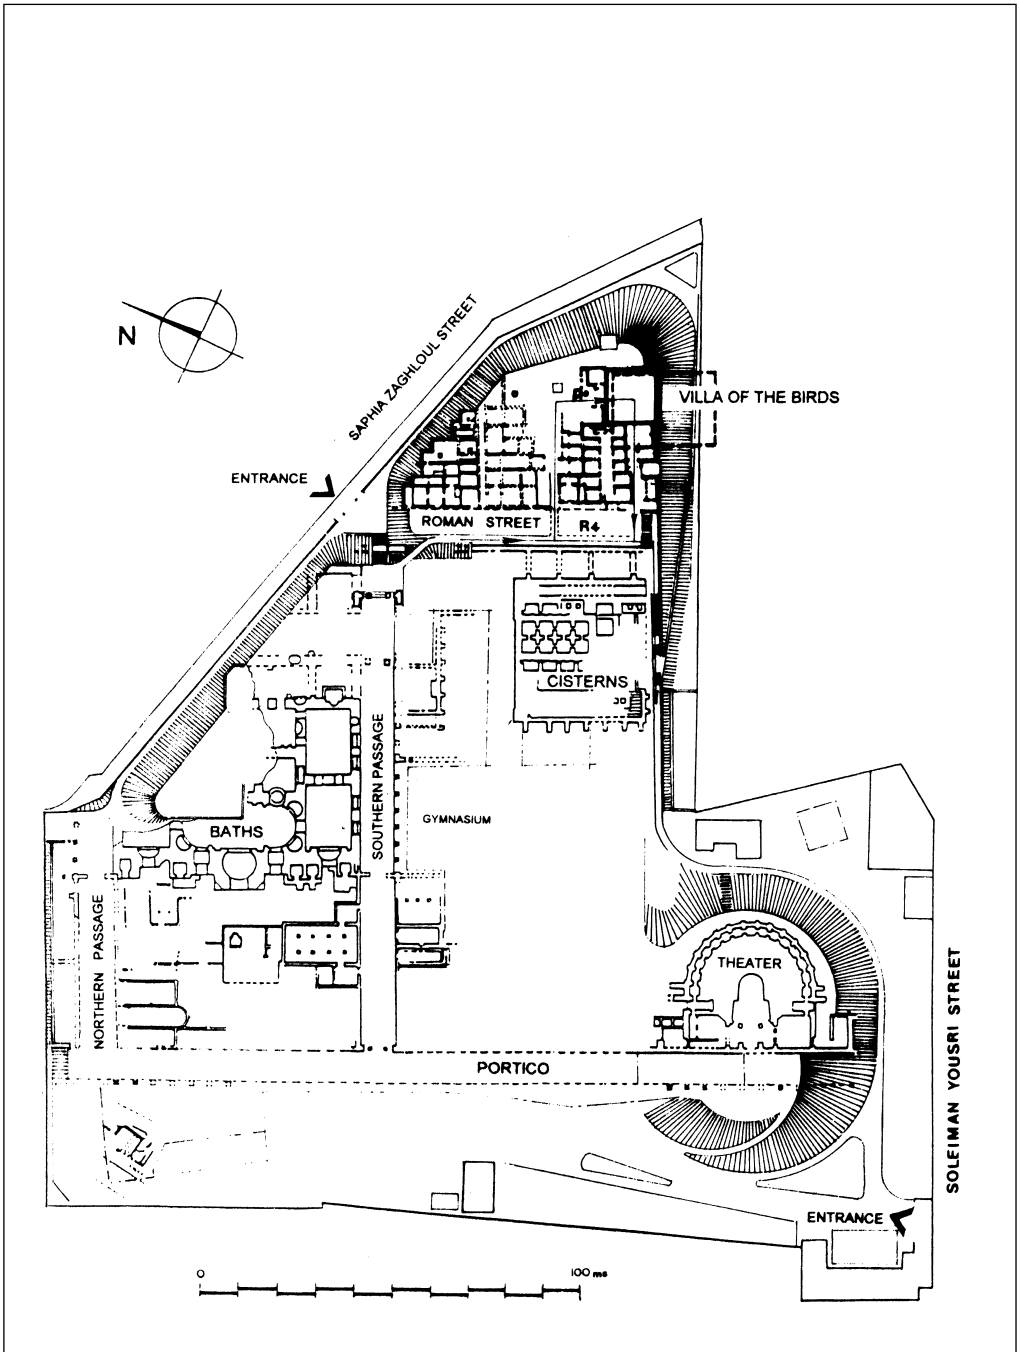 SAPHIA ZAGHLOUL STREET
N
VILLA OF THE BIRDS
ENTRANCE
ROMAN STREET
R4
CISTERNS
SOUTHERN PASSAGE
GYMNASIUM
BATHS
NORTHERN PASSAGE
THEATER
SOLEIMAN YOUSRI STREET
PORTICO
ENTRANCE
0
100 ms